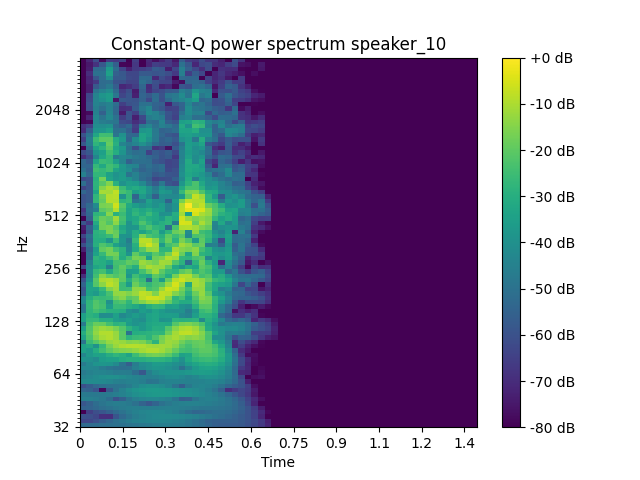 Constant-Q power spectrum speaker_10
+0 dB
-10 dB
-20 dB
-30 dB
-40 dB
-50 dB
-60 dB
-70 dB
-80 dB
2048
1024
512
256
128
64
32
Hz
0 0.15 0.3 0.45 0.6 0.75 0.9 1.1 1.2 1.4
Time